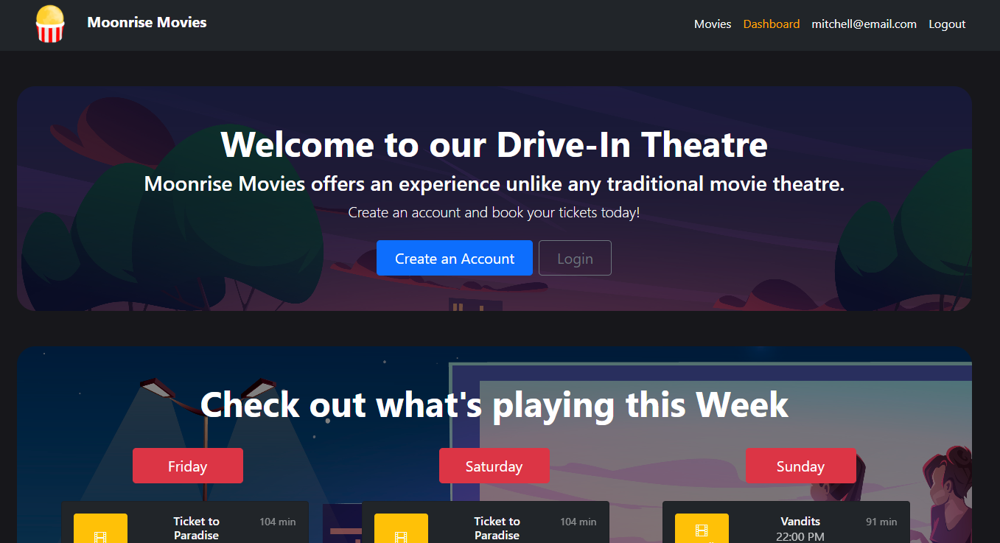 Moonrise Movies
Movies Dashboard mitchell@email.com Logout
Welcome to our Drive-In Theatre
Moonrise Movies offers an experience unlike any traditional movie theatre.
Create an account and book your tickets today!
Create an Account
Login
Check out what's playing this Week
Friday
Saturday
Sunday
Ticket to
Paradise
104 min
Ticket to
Paradise
104 min
Vandits
22:00 PM
91 min